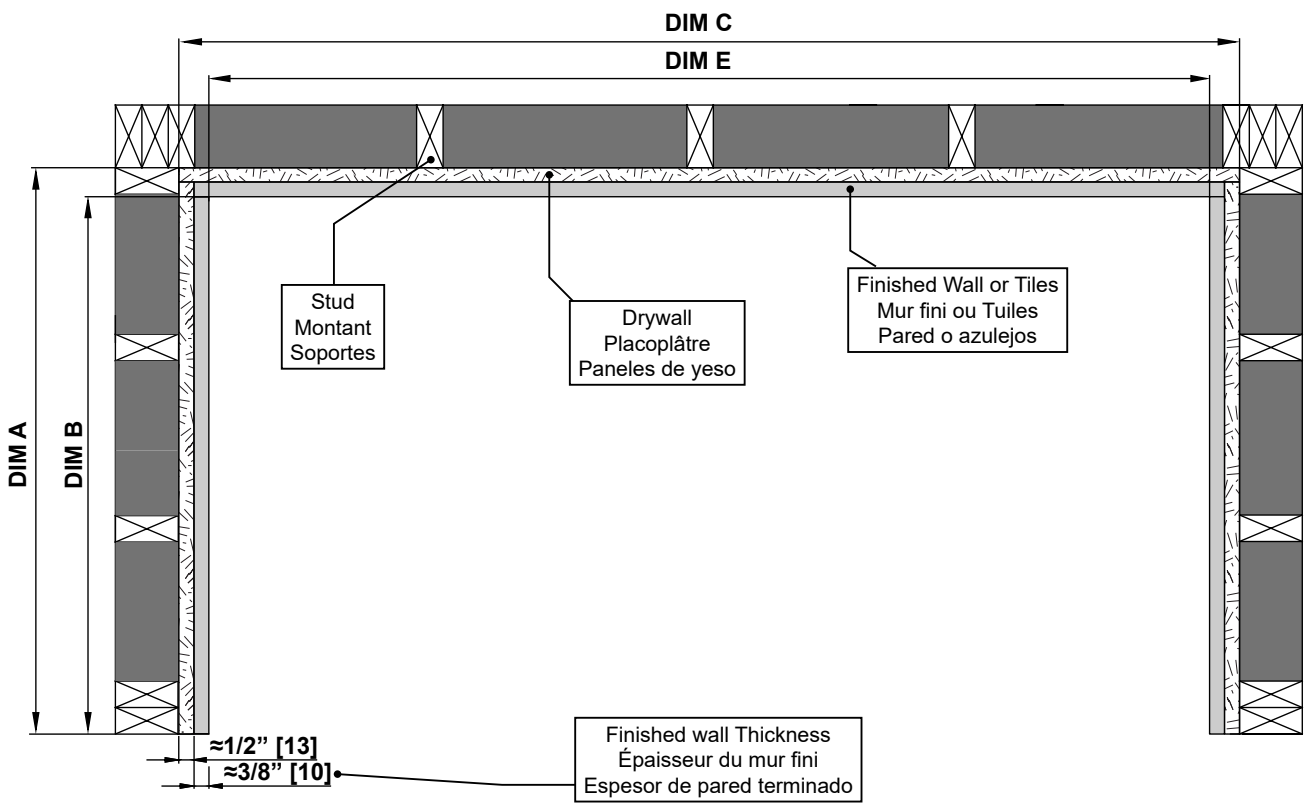 DIM C
DIM E
Stud
Montant
Soportes
Drywall
Placoplâtre
Paneles de yeso
Finished Wall or Tiles
Mur fini ou Tuiles
Pared o azulejos
DIM A
DIM B
≈1/2” [13]
≈3/8” [10]
Finished wall Thickness
Épaisseur du mur fini
Espesor de pared terminado